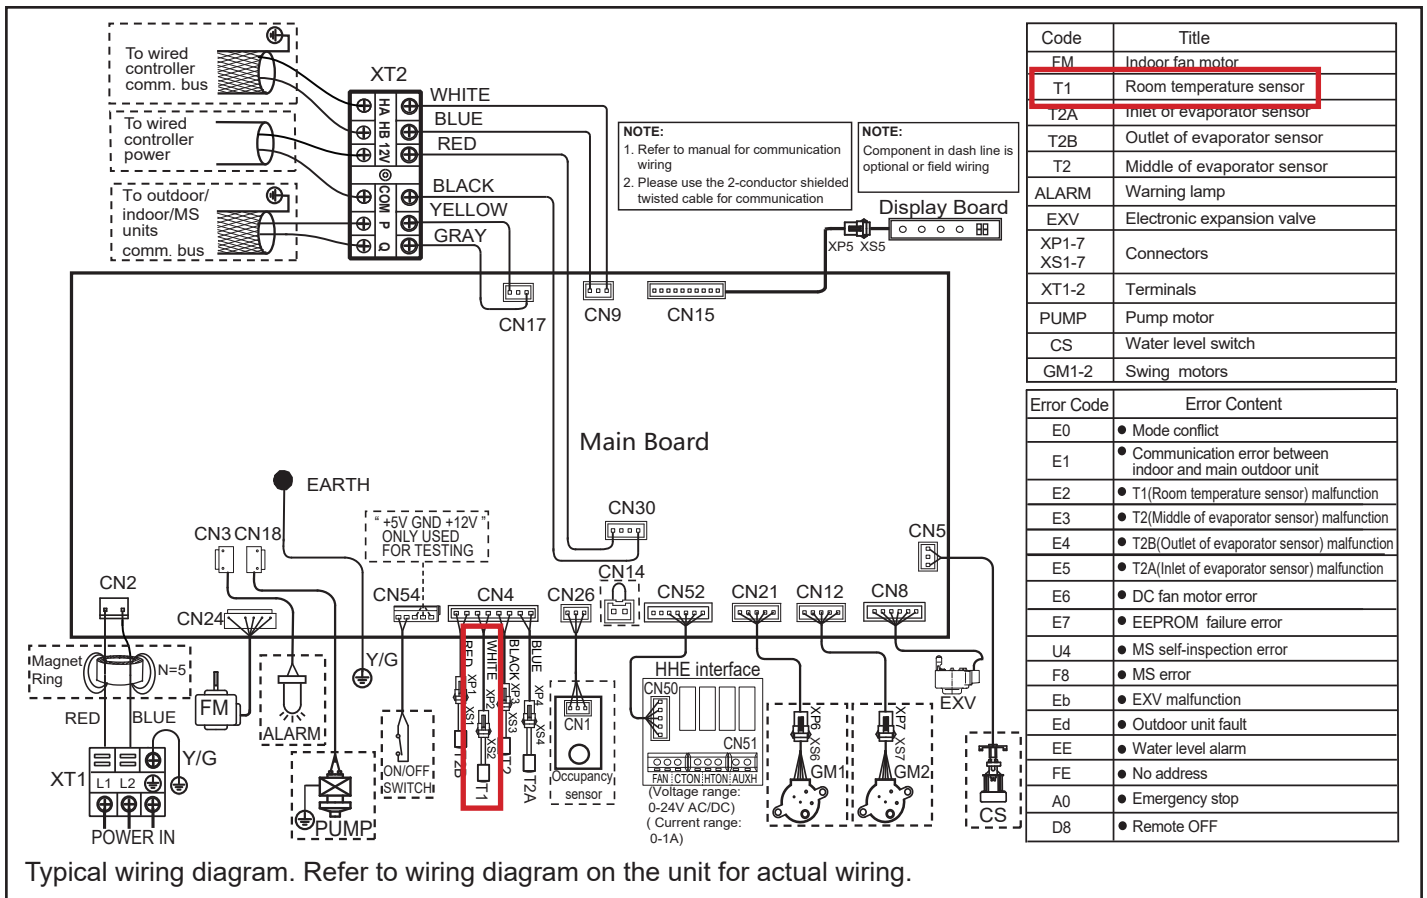 To wired
controller
comm. bus
To wired
controller
power
To outdoor/
indoor/MS
units
comm. bus
XT2
HA
HB
12V
COM
P
Q
WHITE
BLUE
RED
BLACK
YELLOW
GRAY
NOTE:
1. Refer to manual for communication
wiring
2. Please use the 2-conductor shielded
twisted cable for communication
NOTE:
Component in dash line is
optional or field wiring
Display Board
XP5 XS5
CN17
CN9
CN15
Main Board
EARTH
CN3 CN18
" +5V GND +12V "
ONLY USED
FOR TESTING
CN30
CN5
CN2
CN24
CN54
CN4
CN26
CN14
CN52
CN21
CN12
CN8
Magnet
Ring
N=5
RED
BLUE
Y/G
XT1
L1 L2
POWER IN
FM
ALARM
PUMP
Y/G
ON/OFF
SWITCH
RED XP1 XS1 T2B
WHITE XP2 XS2 T1
BLACK XP3 XS3 T2
BLUE XP4 XS4 T2A
CN1
Occupancy
sensor
HHE interface
CN50
CN51
FAN CTON HTON AUXH
(Voltage range:
0-24V AC/DC)
( Current range:
0-1A)
XP6 XS6
GM1
XP7 XS7
GM2
EXV
CS
Code Title
FM Indoor fan motor
T1 Room temperature sensor
T2A Inlet of evaporator sensor
T2B Outlet of evaporator sensor
T2 Middle of evaporator sensor
ALARM Warning lamp
EXV Electronic expansion valve
XP1-7
XS1-7 Connectors
XT1-2 Terminals
PUMP Pump motor
CS Water level switch
GM1-2 Swing motors
Error Code Error Content
E0 ● Mode conflict
E1 ● Communication error between
indoor and main outdoor unit
E2 ● T1(Room temperature sensor) malfunction
E3 ● T2(Middle of evaporator sensor) malfunction
E4 ● T2B(Outlet of evaporator sensor) malfunction
E5 ● T2A(Inlet of evaporator sensor) malfunction
E6 ● DC fan motor error
E7 ● EEPROM failure error
U4 ● MS self-inspection error
F8 ● MS error
Eb ● EXV malfunction
Ed ● Outdoor unit fault
EE ● Water level alarm
FE ● No address
A0 ● Emergency stop
D8 ● Remote OFF
Typical wiring diagram. Refer to wiring diagram on the unit for actual wiring.